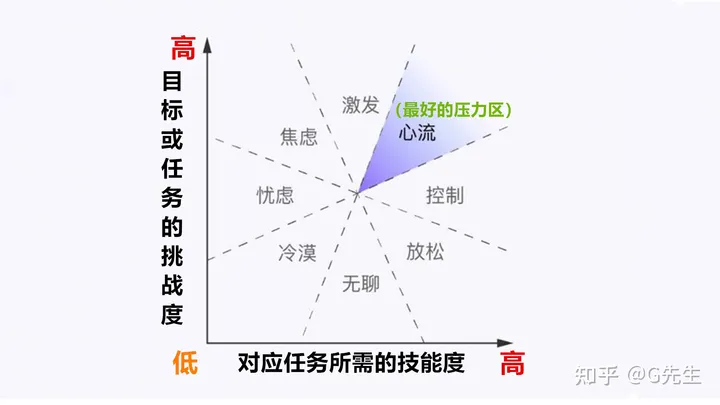 高
目标或任务的挑战度
激发
(最好的压力区)
心流
焦虑
忧虑
控制
冷漠
放松
无聊
低
对应任务所需的技能度
高
知乎 @G先生